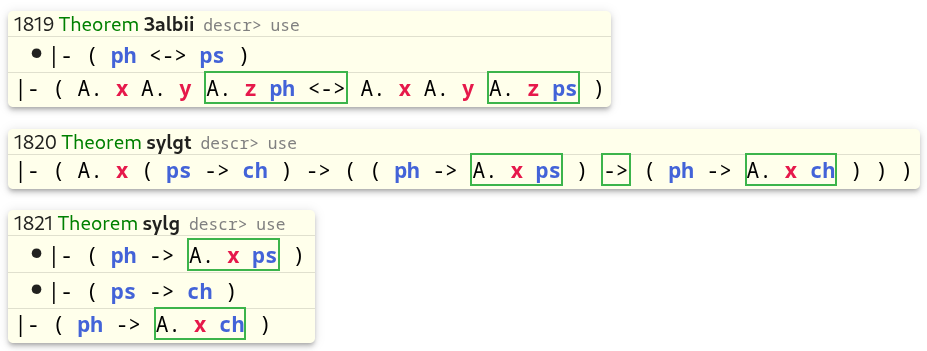 1819 Theorem 3albii descr> use
• |- ( ph <-> ps )
|- ( A. x A. y A. z ph <-> A. x A. y A. z ps )
1820 Theorem sylgt descr> use
|- ( A. x ( ps -> ch ) -> ( ( ph -> A. x ps ) -> ( ph -> A. x ch ) ) )
1821 Theorem sylg descr> use
• |- ( ph -> A. x ps )
• |- ( ps -> ch )
|- ( ph -> A. x ch )